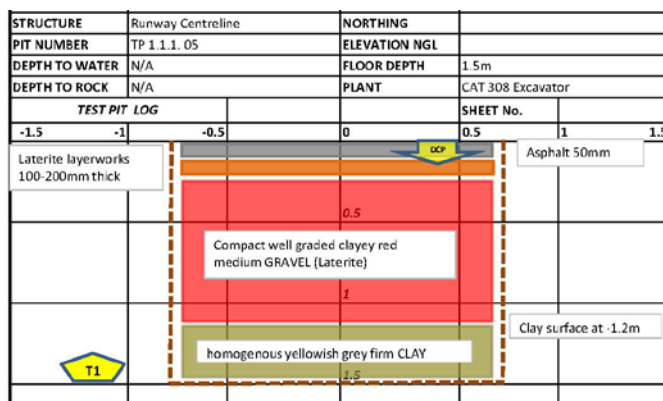 STRUCTURE Runway Centreline NORTHING
PIT NUMBER TP 1.1.1. 05 ELEVATION NGL
DEPTH TO WATER N/A FLOOR DEPTH 1.5m
DEPTH TO ROCK N/A PLANT CAT 308 Excavator
TEST PIT LOG SHEET No.
-1.5 -1 -0.5 0 0.5 1 1.5
DCP
Asphalt 50mm
Laterite layerworks
100-200mm thick
0.5
Compact well graded clayey red
medium GRAVEL (Laterite)
1
Clay surface at -1.2m
homogenous yellowish grey firm CLAY
T1
1.5